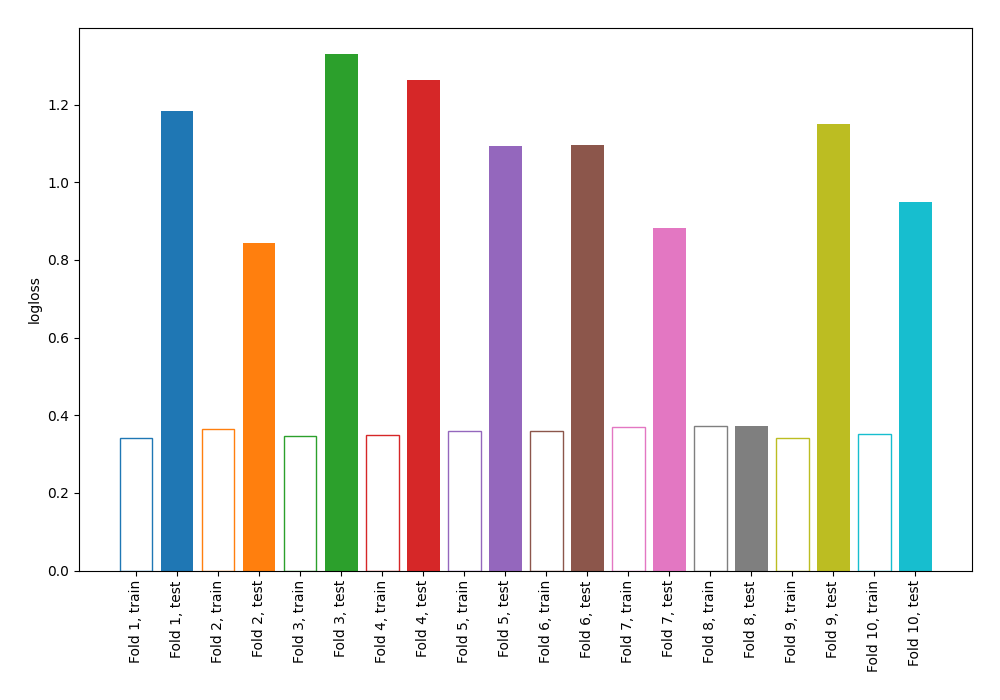 logloss
1.2
1.0
0.8
0.6
0.4
0.2
0.0
Fold 1, train
Fold 1, test
Fold 2, train
Fold 2, test
Fold 3, train
Fold 3, test
Fold 4, train
Fold 4, test
Fold 5, train
Fold 5, test
Fold 6, train
Fold 6, test
Fold 7, train
Fold 7, test
Fold 8, train
Fold 8, test
Fold 9, train
Fold 9, test
Fold 10, train
Fold 10, test